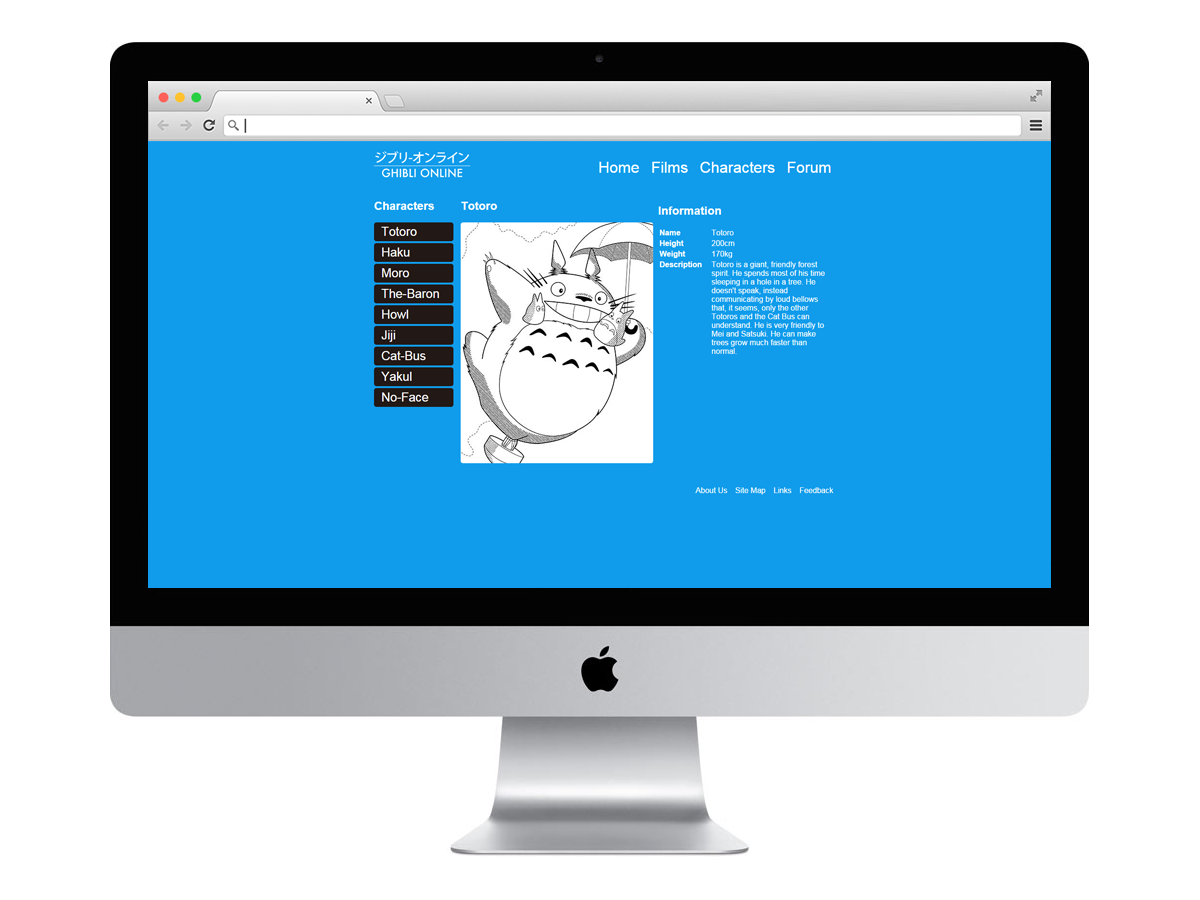 ジブリ-オンライン
GHIBLI ONLINE
Home Films Characters Forum
Characters
Totoro
Haku
Moro
The-Baron
Howl
Jiji
Cat-Bus
Yakul
No-Face
Totoro
Information
Name Totoro
Height 200cm
Weight 170kg
Description Totoro is a giant, friendly forest
spirit. He spends most of his time
sleeping in a hole in a tree. He
doesn't speak, instead
communicating by loud bellows
that, it seems, only the other
Totoros and the Cat Bus can
understand. He is very friendly to
Mei and Satsuki. He can make
trees grow much faster than
normal.
About Us Site Map Links Feedback